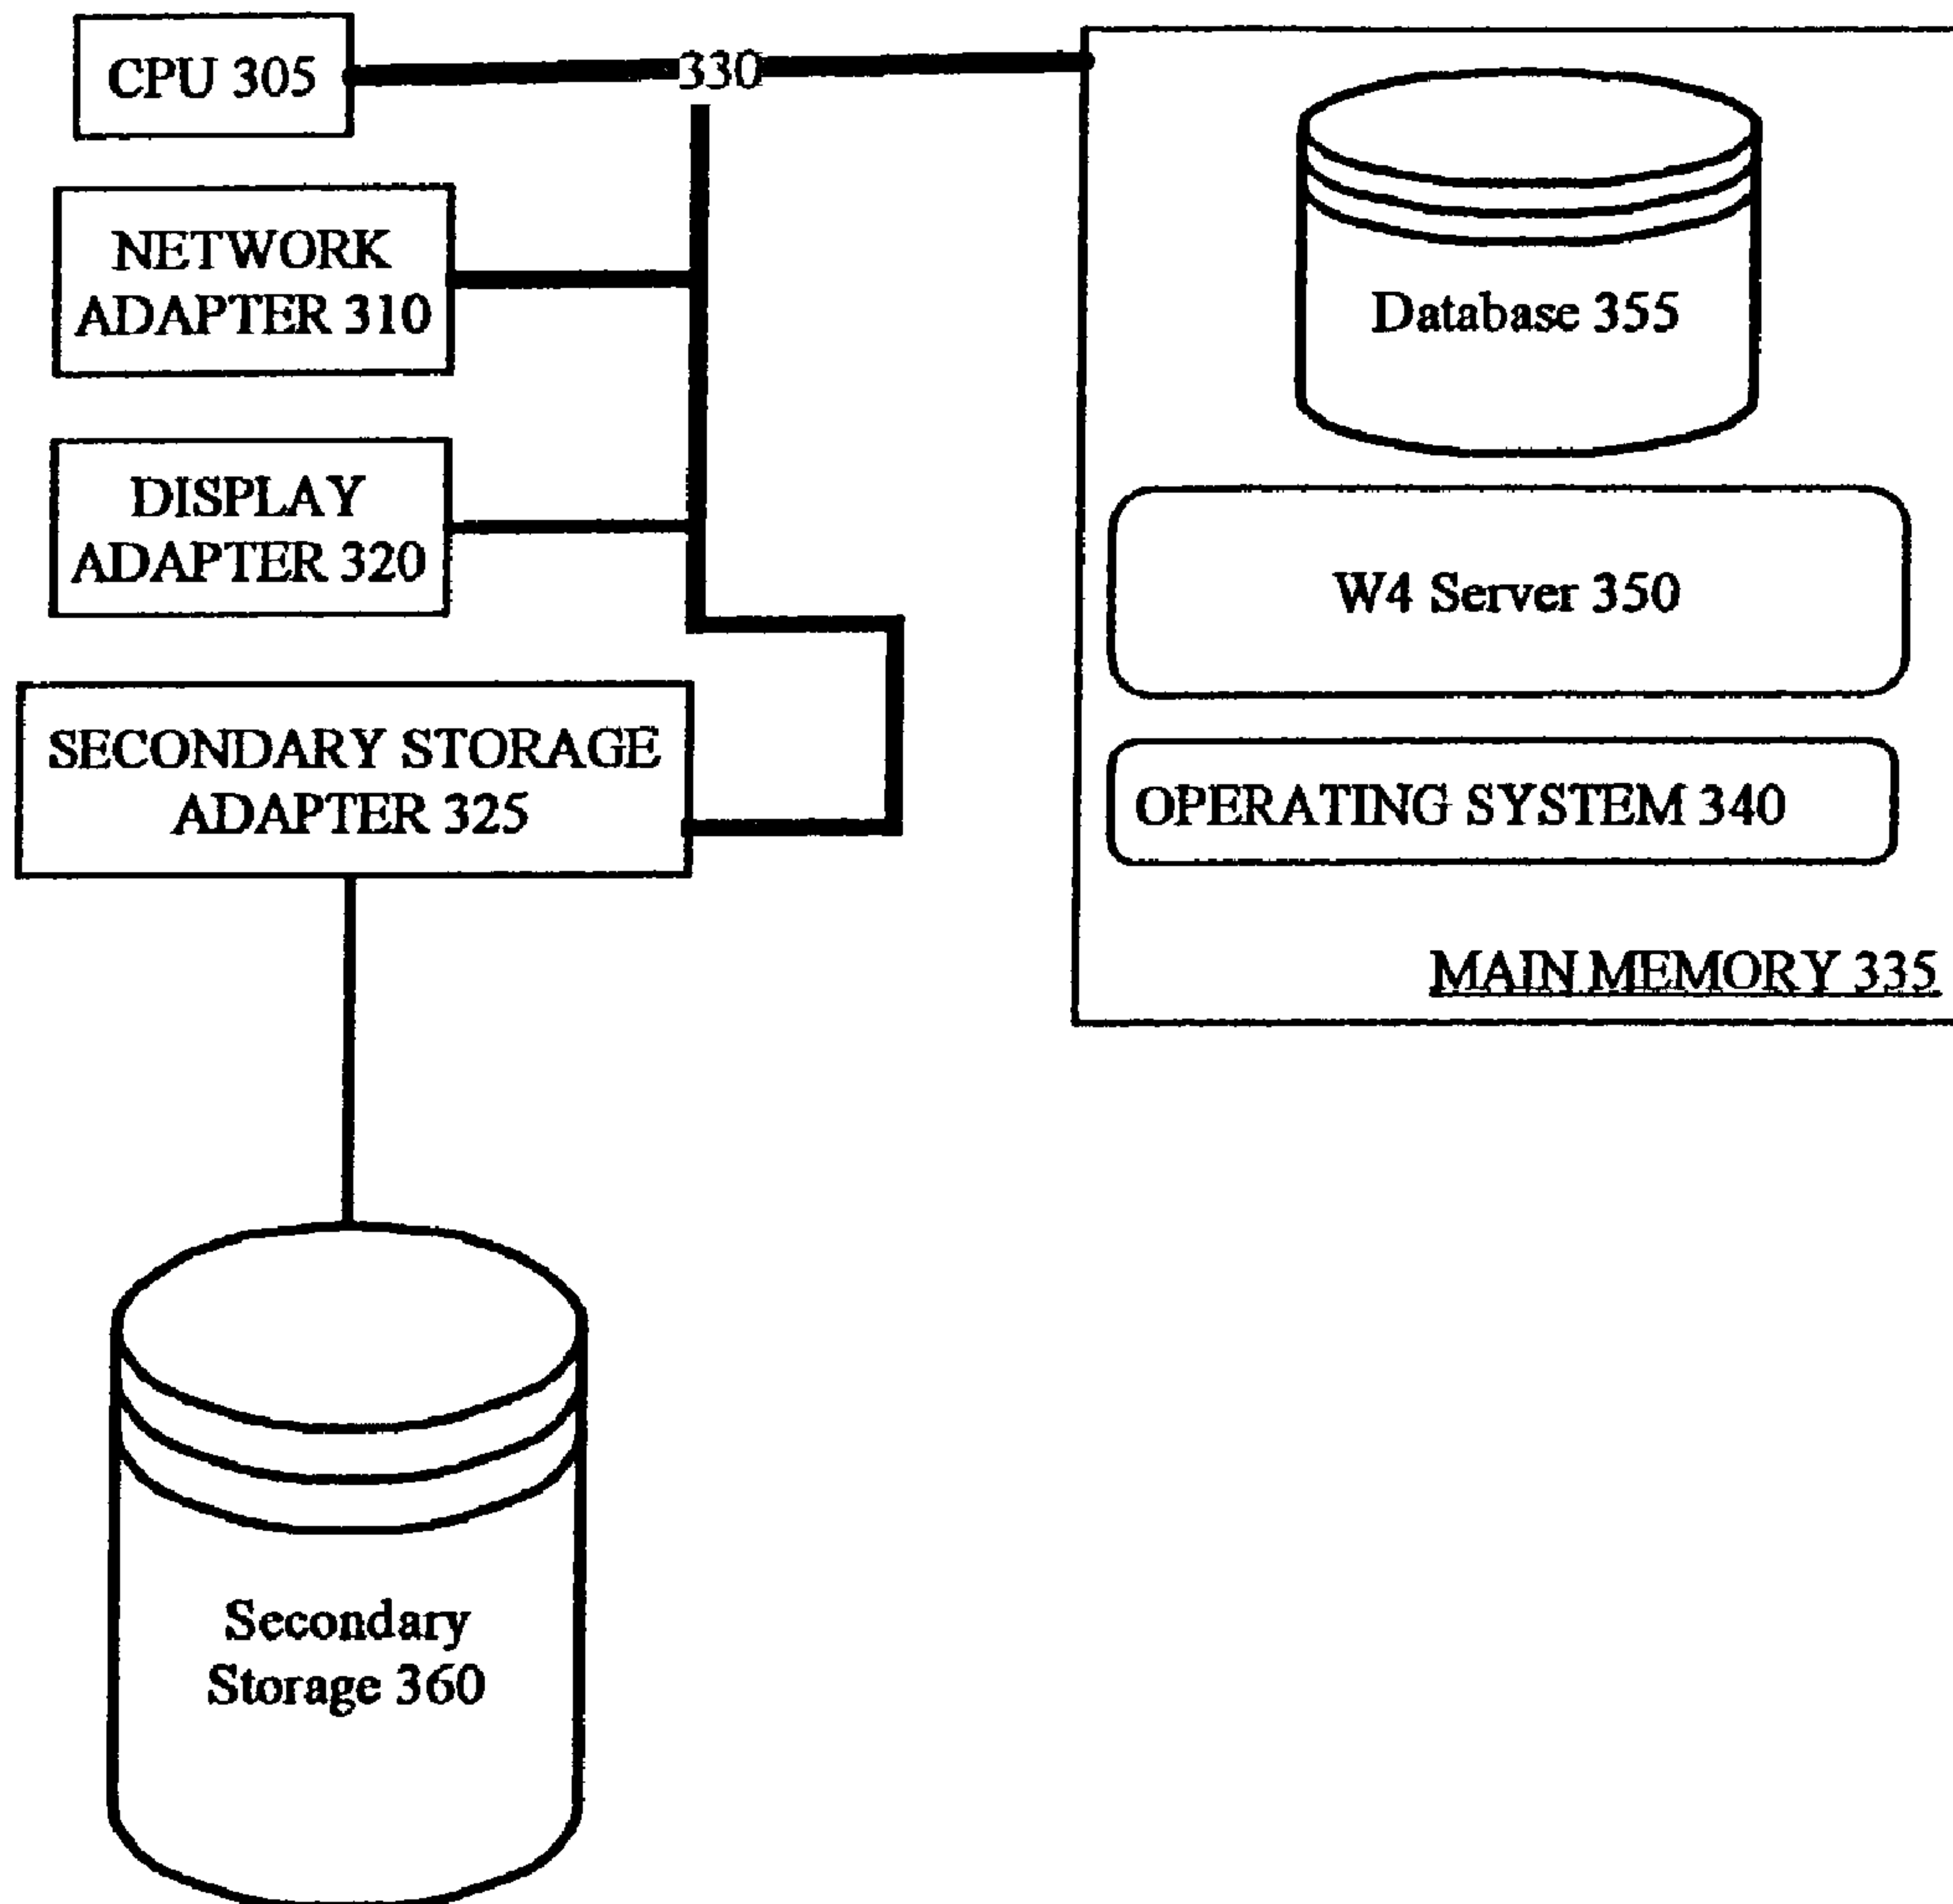 CPU 305
330
NETWORK
ADAPTER 310
DISPLAY
ADAPTER 320
SECONDARY STORAGE
ADAPTER 325
Secondary
Storage 360
Database 355
W4 Server 350
OPERATING SYSTEM 340
MAIN MEMORY 335